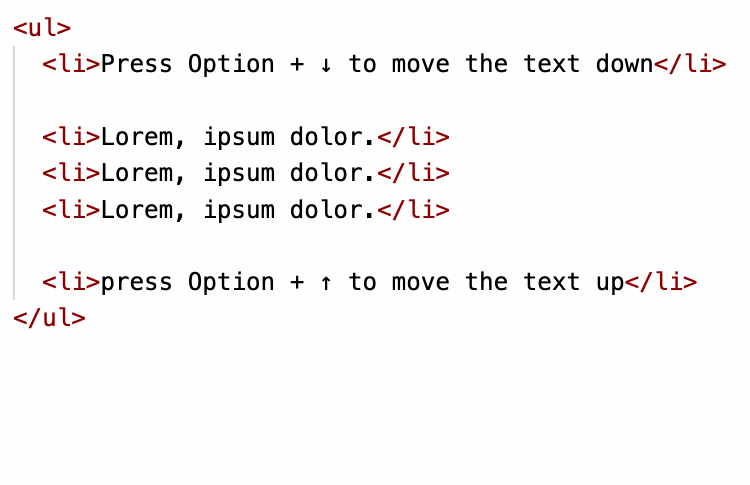 <ul>
<li>Press Option + ↓ to move the text down</li>
<li>Lorem, ipsum dolor.</li>
<li>Lorem, ipsum dolor.</li>
<li>Lorem, ipsum dolor.</li>
<li>press Option + ↑ to move the text up</li>
</ul>